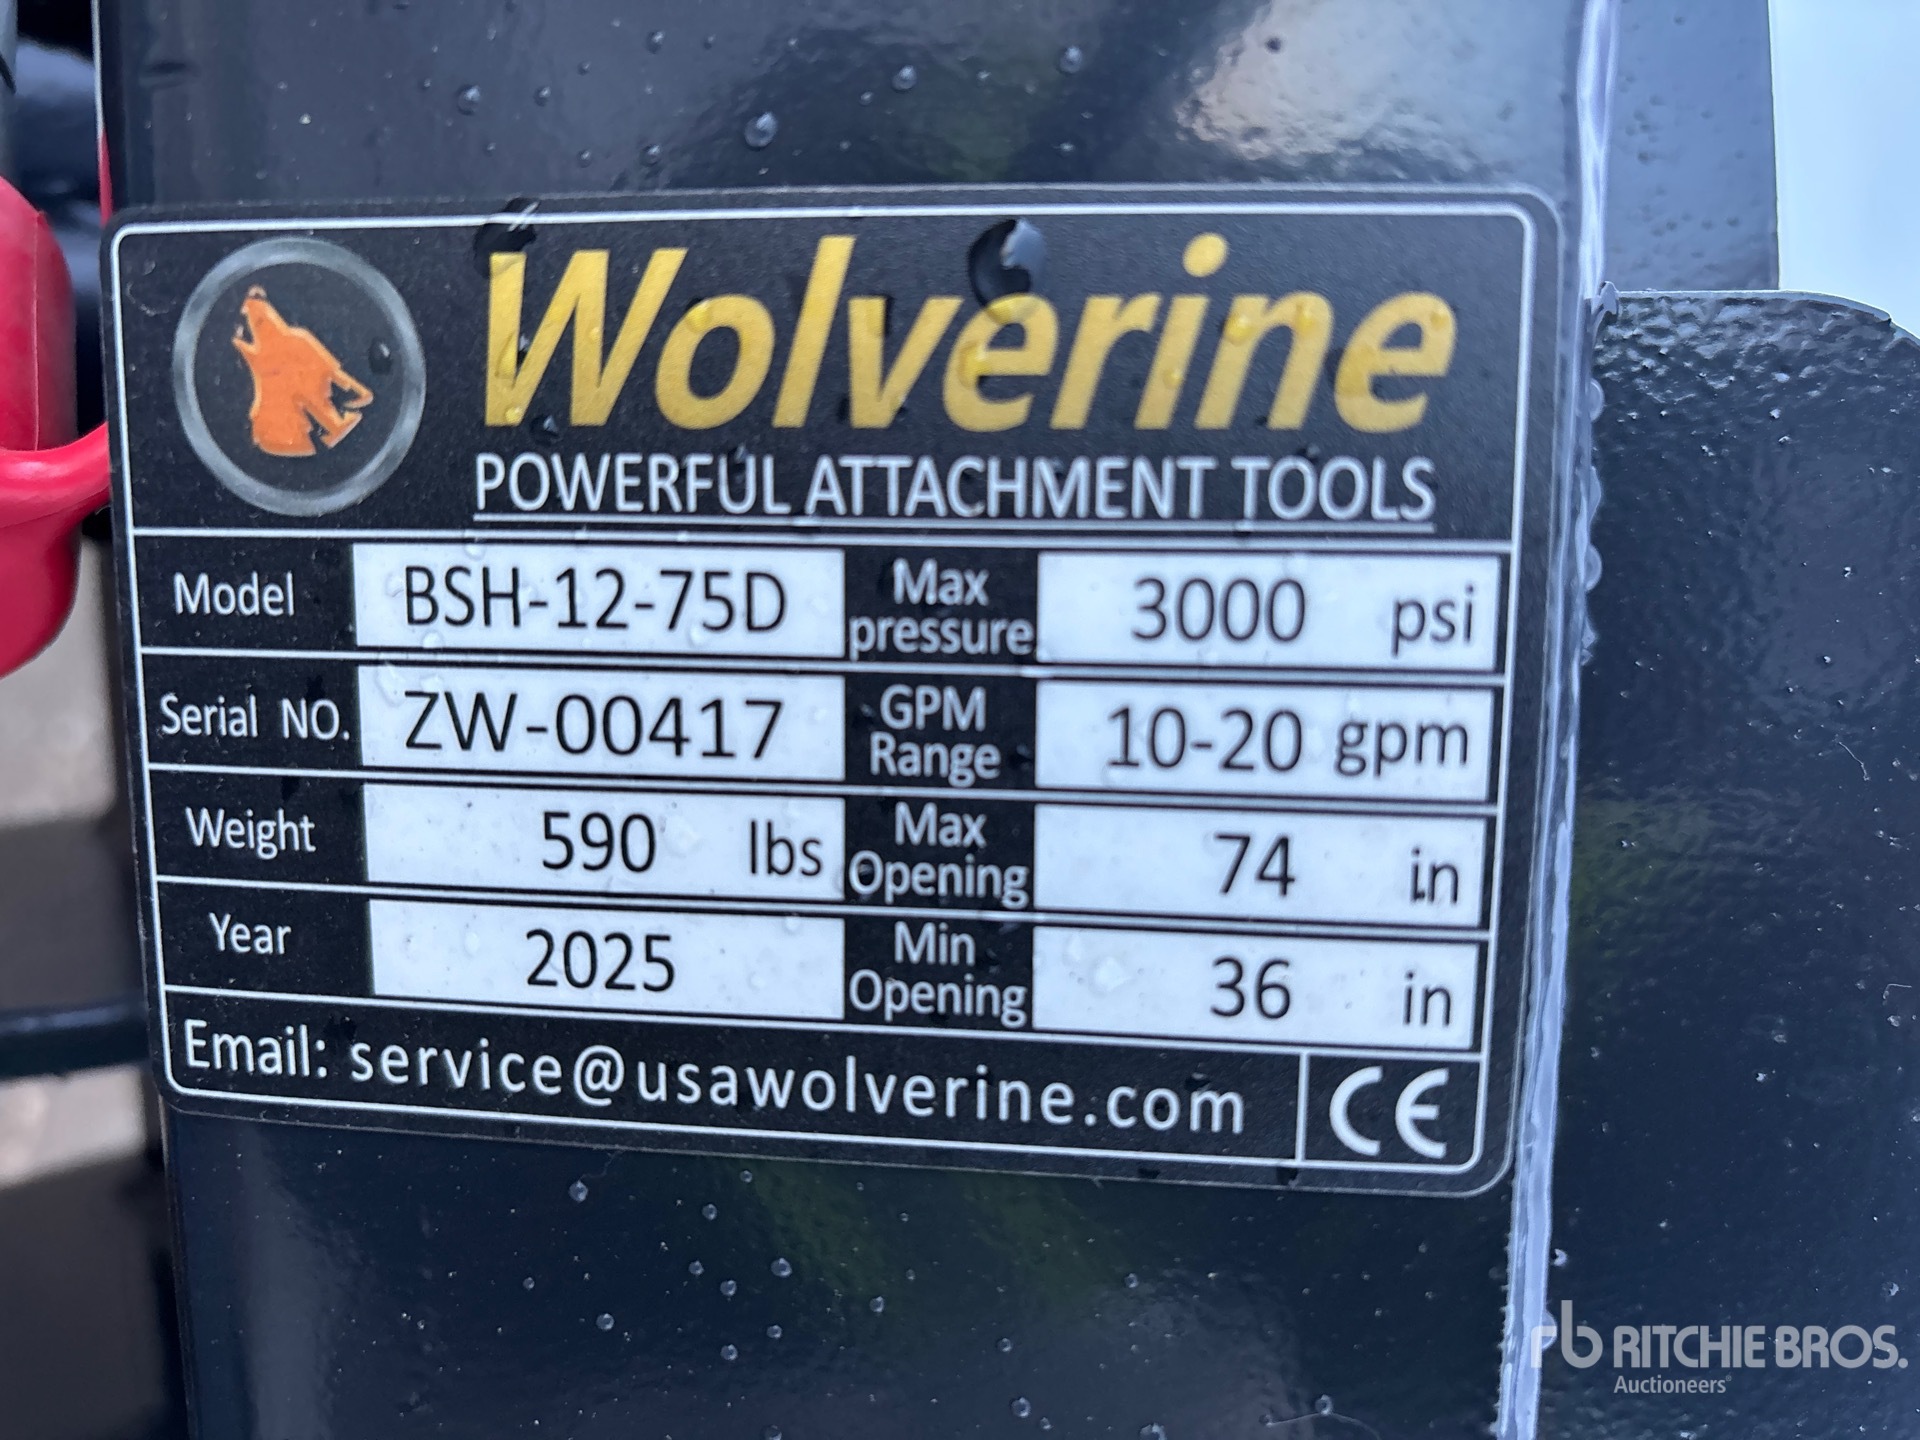 Wolverine
POWERFUL ATTACHMENT TOOLS
Model BSH-12-75D Max pressure 3000 psi
Serial NO. ZW-00417 GPM Range 10-20 gpm
Weight 590 lbs Max Opening 74 in
Year 2025 Min Opening 36 in
Email: service@usawolverine.com CE
rb RITCHIE BROS.
Auctioneers